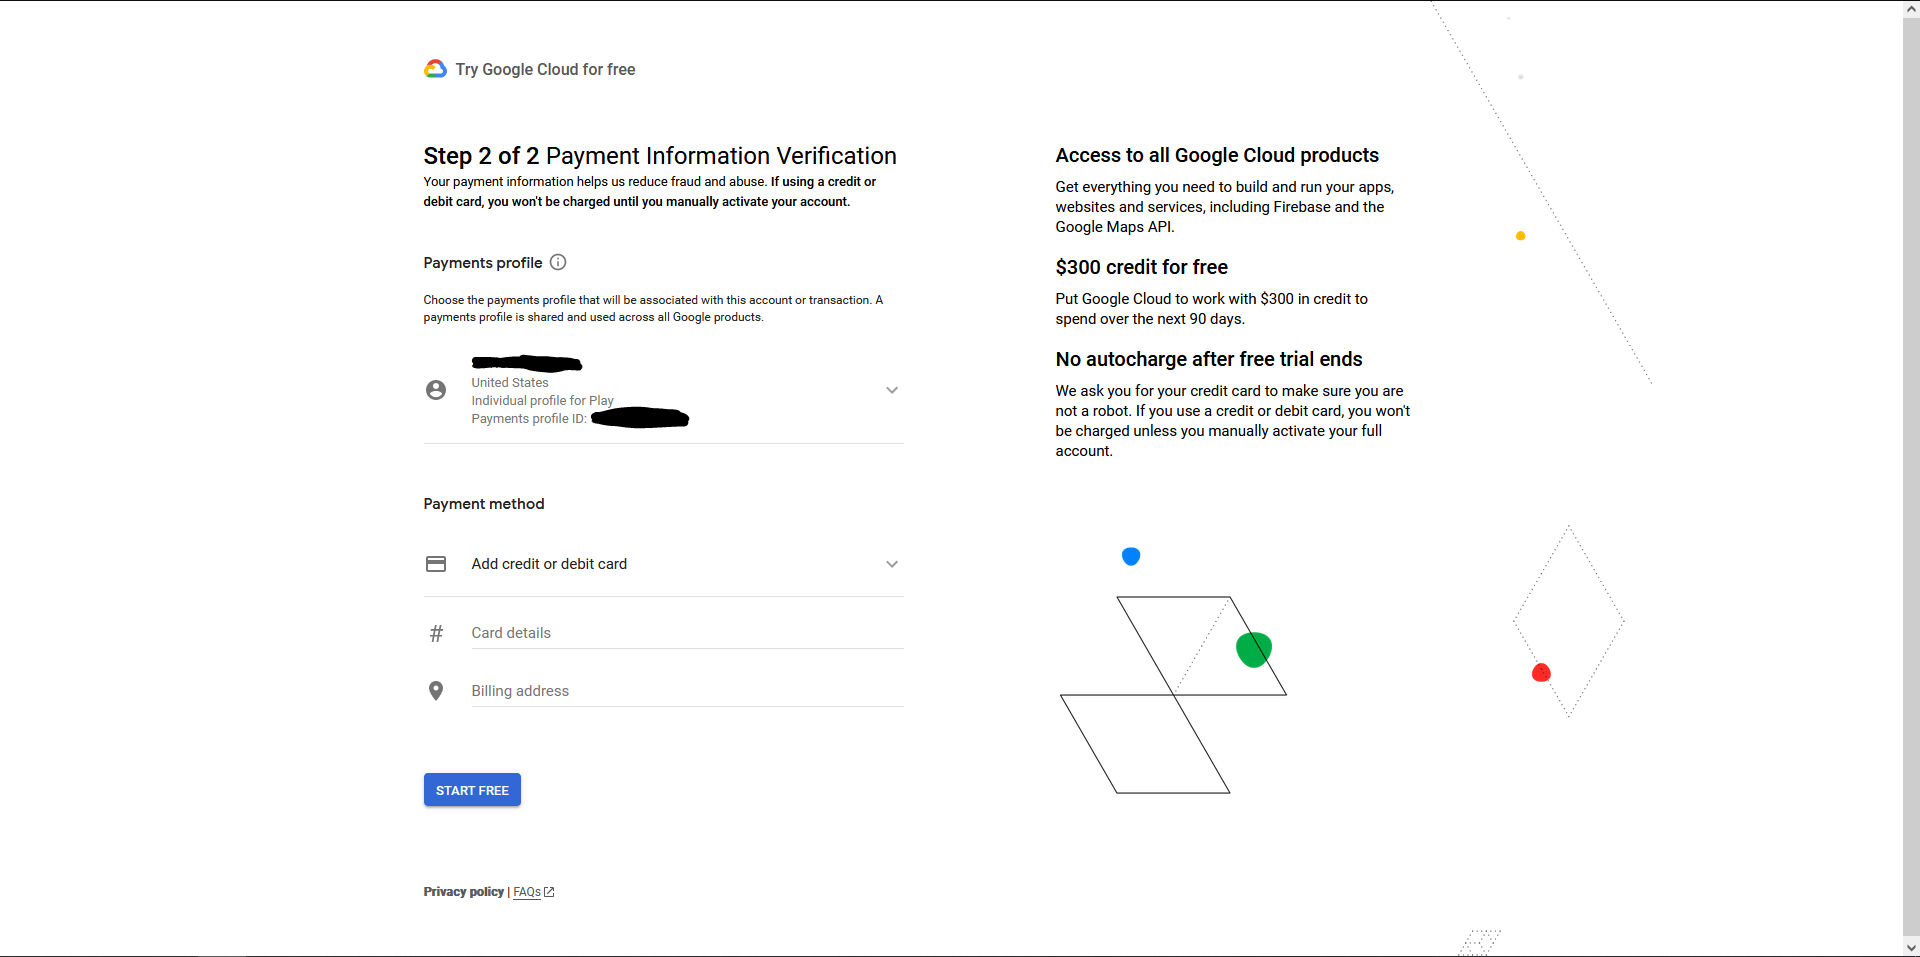 Try Google Cloud for free
Step 2 of 2 Payment Information Verification
Your payment information helps us reduce fraud and abuse. If using a credit or
debit card, you won't be charged until you manually activate your account.
Payments profile
Choose the payments profile that will be associated with this account or transaction. A
payments profile is shared and used across all Google products.
United States
Individual profile for Play
Payments profile ID:
Payment method
Add credit or debit card
# Card details
Billing address
START FREE
Privacy policy | FAQs
Access to all Google Cloud products
Get everything you need to build and run your apps,
websites and services, including Firebase and the
Google Maps API.
$300 credit for free
Put Google Cloud to work with $300 in credit to
spend over the next 90 days.
No autocharge after free trial ends
We ask you for your credit card to make sure you are
not a robot. If you use a credit or debit card, you won't
be charged unless you manually activate your full
account.